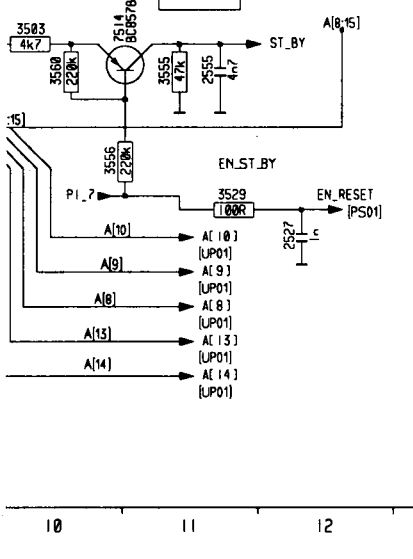 3503
4k7
3560
220k
7514
BC857B
3555
47k
2555
4n7
ST_BY
A[8:15]
:15]
3556
220k
EN_ST_BY
P1_7
3529
100R
EN_RESET
[PS01]
2527
A[10]
A[10]
[UP01]
A[9]
A[9]
[UP01]
A[8]
A[8]
[UP01]
A[13]
A[13]
[UP01]
A[14]
A[14]
[UP01]
10
11
12